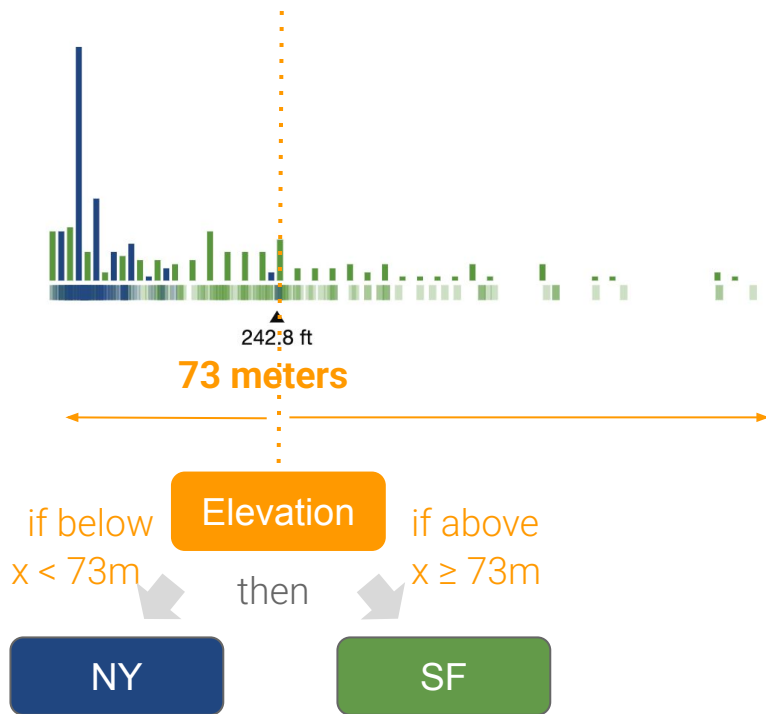 242.8 ft
73 meters
Elevation
if below
x < 73m
if above
x ≥ 73m
then
NY
SF